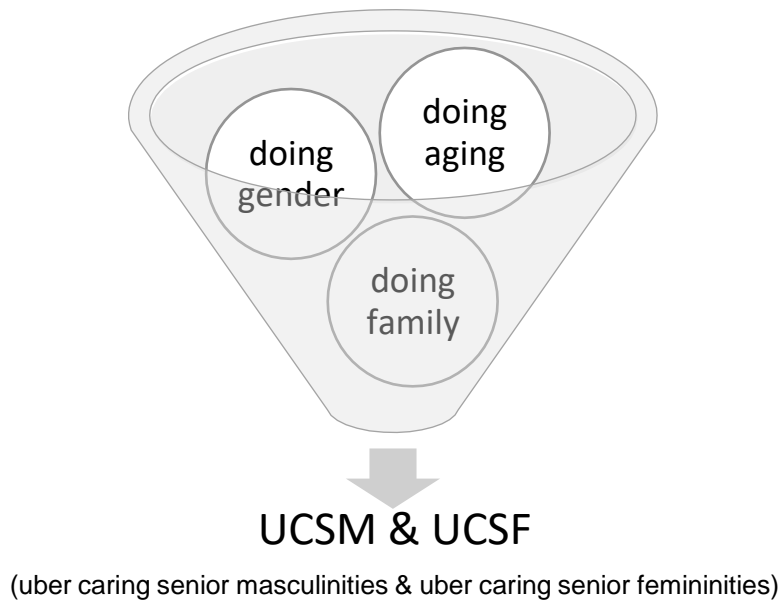 doing
aging
doing
gender
doing
family
UCSM & UCSF
(uber caring senior masculinities & uber caring senior femininities)